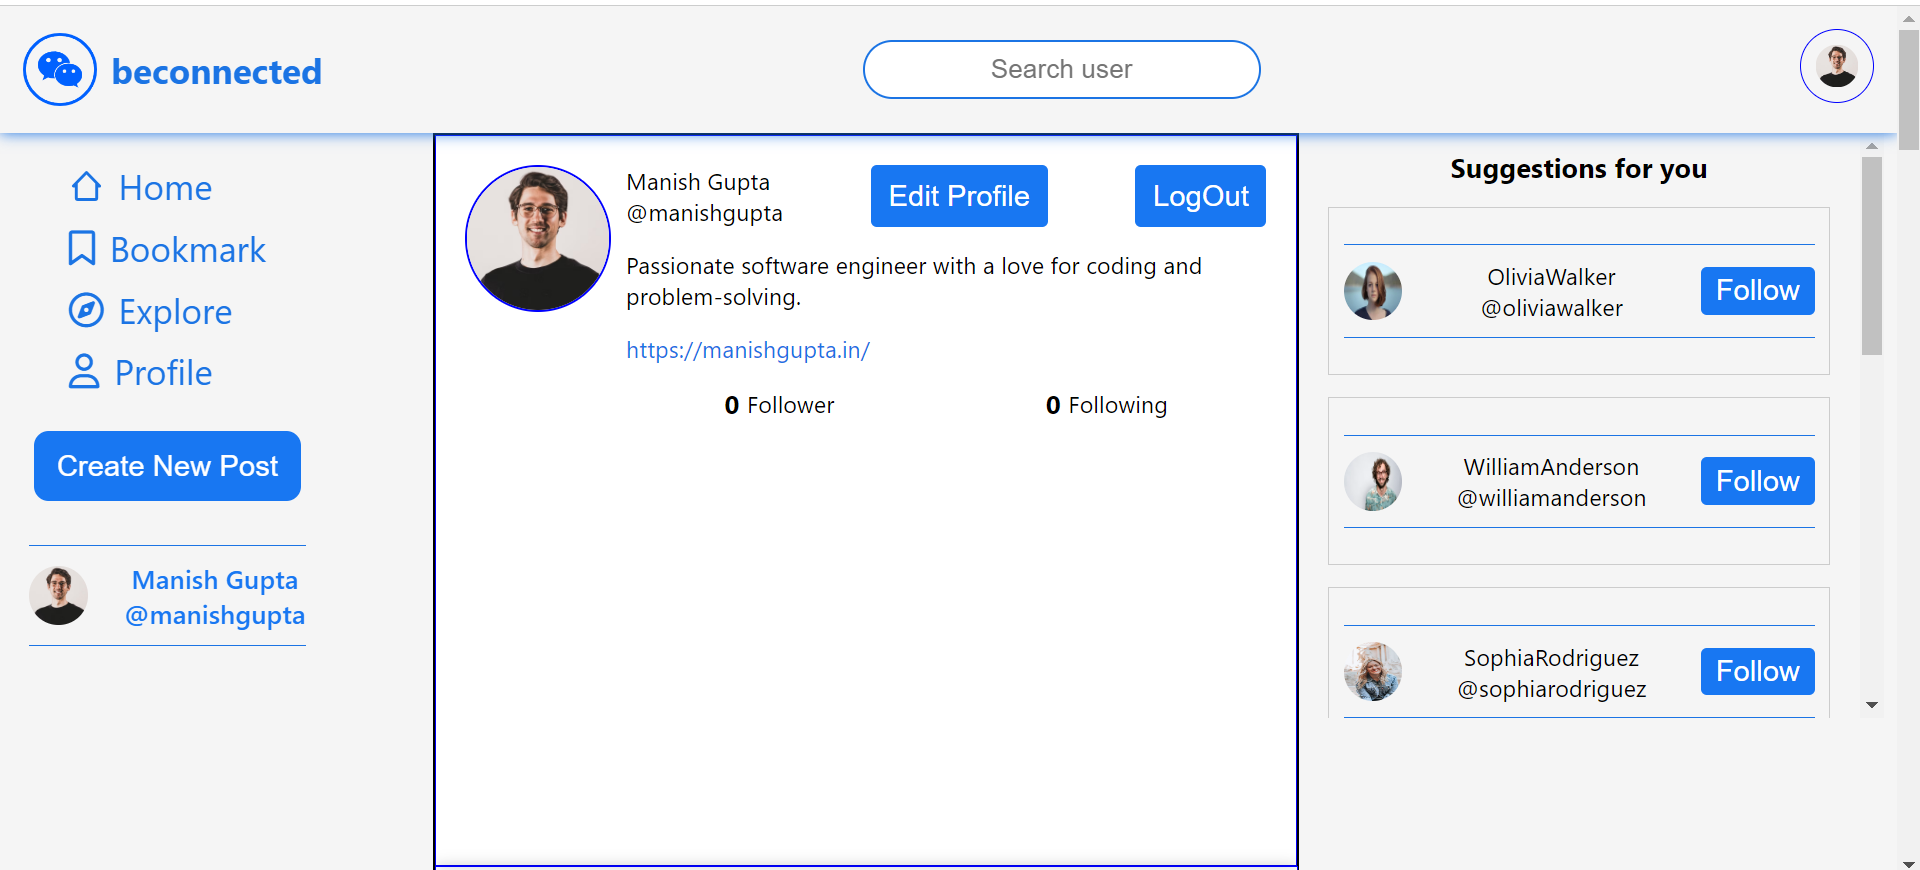 beconnected
Search user
Home
Bookmark
Explore
Profile
Create New Post
Manish Gupta
@manishgupta
Manish Gupta
@manishgupta
Edit Profile
LogOut
Passionate software engineer with a love for coding and
problem-solving.
https://manishgupta.in/
0 Follower
0 Following
Suggestions for you
OliviaWalker
@oliviawalker
Follow
WilliamAnderson
@williamanderson
Follow
SophiaRodriguez
@sophiarodriguez
Follow